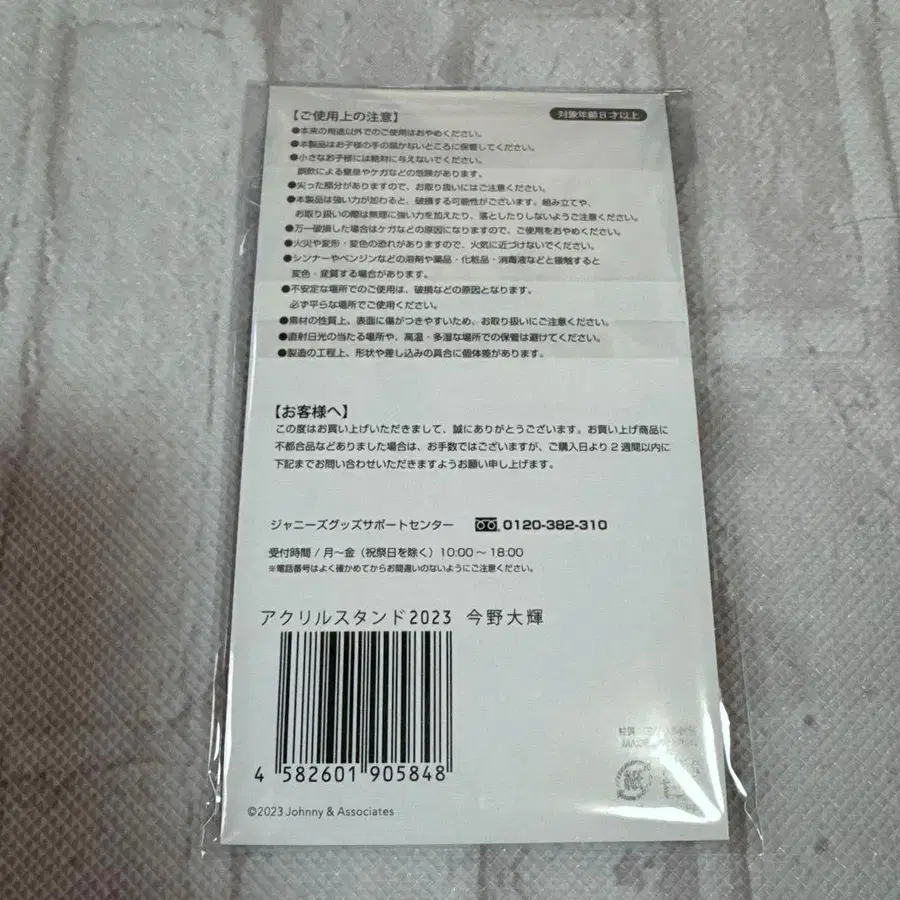 【ご使用上の注意】
対象年齢8才以上
●本来の用途以外でのご使用はおやめください。
●本製品はお子様の手の届かないところに保管してください。
●小さなお子様には絶対に与えないでください。
誤飲による窒息やケガなどの危険があります。
●尖った部分がありますので、お取り扱いにはご注意ください。
●本製品は強い力が加わると、破損する可能性がございます。組み立てや、
お取り扱いの際は無理に強い力を加えたり、落としたりしないようご注意ください。
●万一破損した場合はケガなどの原因になりますので、ご使用をおやめください。
●火災や変形・変色の恐れがありますので、火気に近づけないでください。
●シンナーやベンジンなどの溶剤や薬品・化粧品・消毒液などと接触すると
変色・変質する場合があります。
●不安定な場所でのご使用は、破損などの原因となります。
必ず平らな場所でご使用ください。
●素材の性質上、表面に傷がつきやすいため、お取り扱いにご注意ください。
●直射日光の当たる場所や、高温・多湿な場所での保管は避けてください。
●製造の工程上、形状や差し込みの具合に個体差があります。
【お客様へ】
この度はお買い上げいただきまして、誠にありがとうございます。お買い上げ商品に
不都合品などありました場合は、お手数ではございますが、ご購入日より2週間以内に
下記までお問い合わせいただきますようお願い申し上げます。
ジャニーズグッズサポートセンター 0120-382-310
受付時間 / 月～金（祝祭日を除く）10:00～18:00
※電話番号はよく確かめてからお間違いのないようにご注意ください。
アクリルスタンド2023 今野大輝
4 582601 905848
©2023 Johnny & Associates